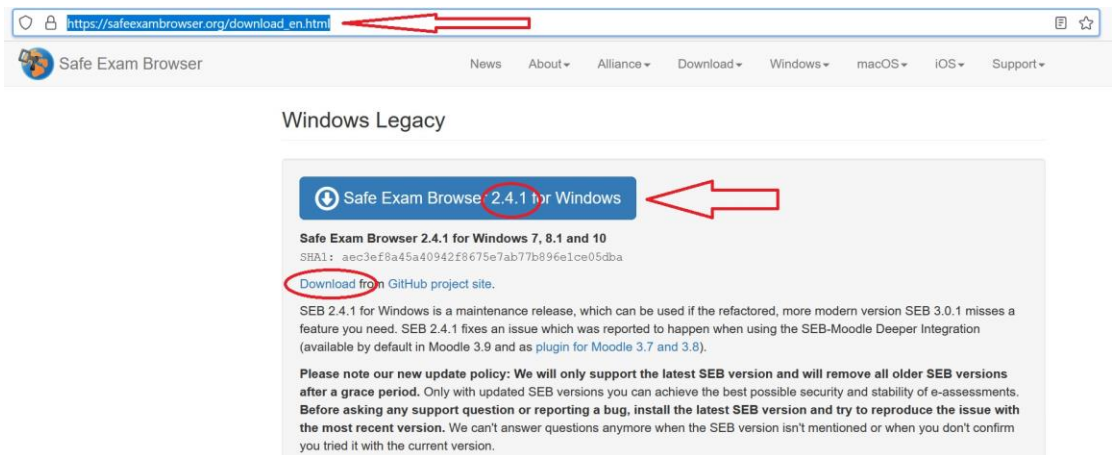 https://safeexambrowser.org/download_en.html
Safe Exam Browser
News About Alliance Download Windows macOS iOS Support
Windows Legacy
Safe Exam Browser 2.4.1 for Windows
Safe Exam Browser 2.4.1 for Windows 7, 8.1 and 10
SHA1: aec3ef8a45a40942f8675e7ab77b896e1ce05dba
Download from GitHub project site.
SEB 2.4.1 for Windows is a maintenance release, which can be used if the refactored, more modern version SEB 3.0.1 misses a
feature you need. SEB 2.4.1 fixes an issue which was reported to happen when using the SEB-Moodle Deeper Integration
(available by default in Moodle 3.9 and as plugin for Moodle 3.7 and 3.8).
Please note our new update policy: We will only support the latest SEB version and will remove all older SEB versions
after a grace period. Only with updated SEB versions you can achieve the best possible security and stability of e-assessments.
Before asking any support question or reporting a bug, install the latest SEB version and try to reproduce the issue with
the most recent version. We can't answer questions anymore when the SEB version isn't mentioned or when you don't confirm
you tried it with the current version.